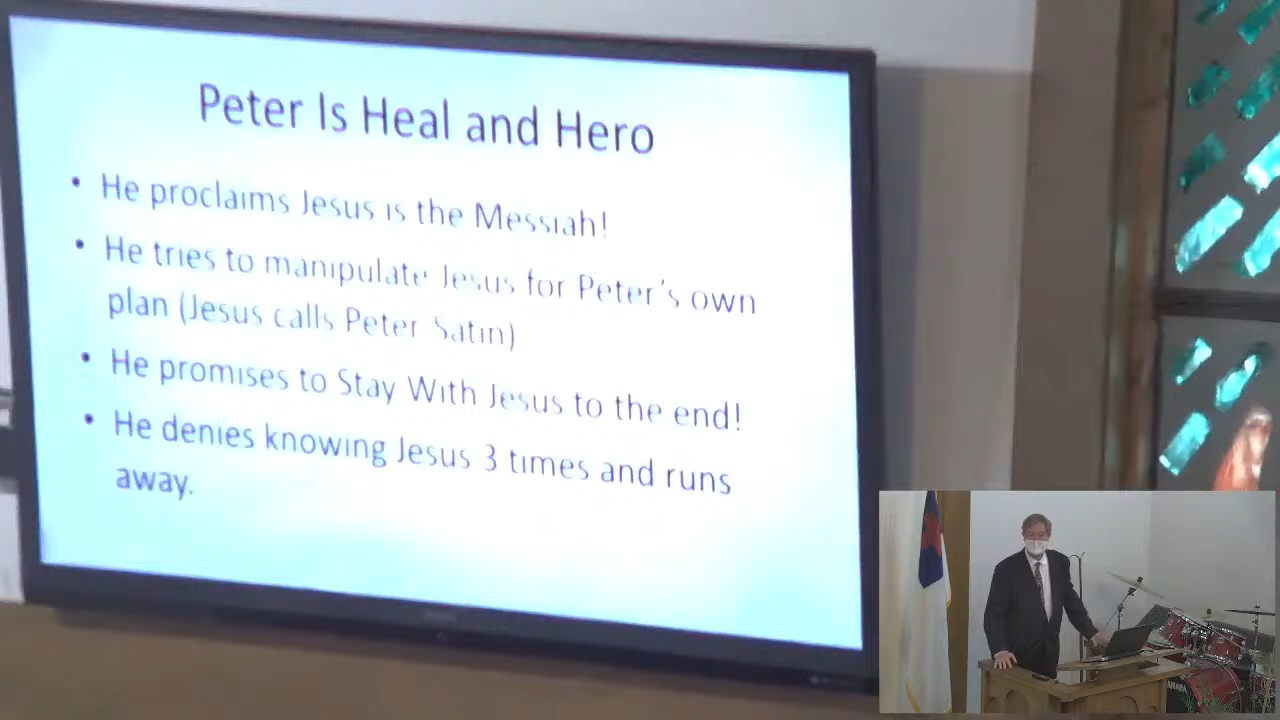 Peter Is Heal and Hero
• He proclaims Jesus is the Messiah!
• He tries to manipulate Jesus for Peter's own
plan (Jesus calls Peter Satin)
• He promises to Stay With Jesus to the end!
• He denies knowing Jesus 3 times and runs
away.